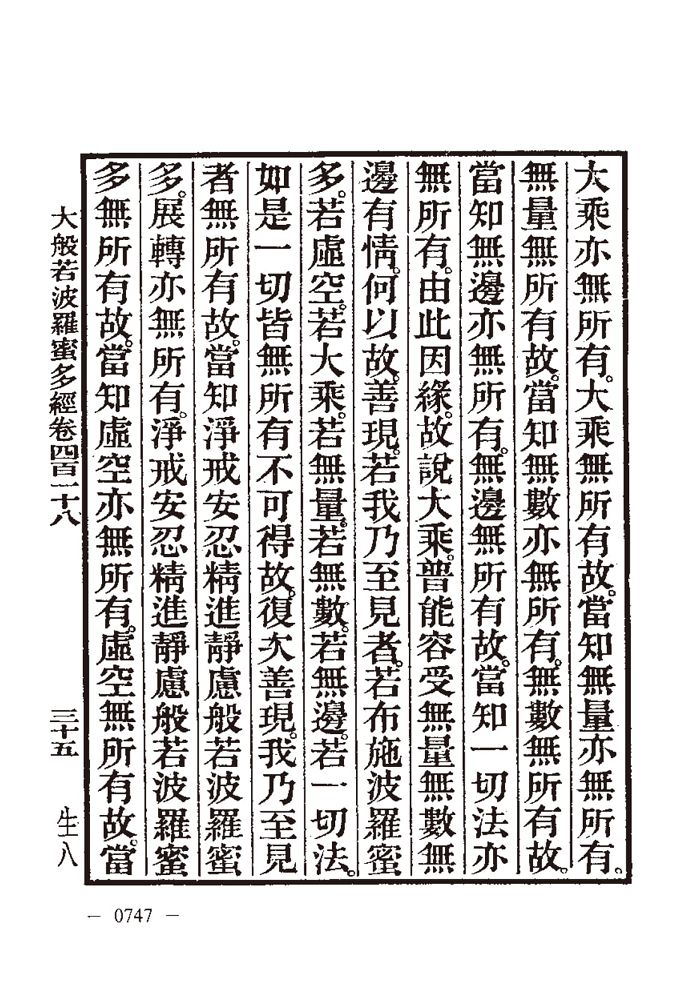 大乘亦無所有。大乘無所有故。當知無量亦無所有。
無量無所有故。當知無數亦無所有。無數無所有故。
當知無邊亦無所有。無邊無所有故。當知一切法亦
無所有。由此因緣。故說大乘。普能容受無量無數無
邊有情。何以故。善現。若我乃至見者。若布施波羅蜜
多。若虛空。若大乘。若無量。若無數。若無邊。若一切法。
如是一切皆無所有不可得故。復次善現。我乃至見
者無所有故。當知淨戒安忍精進靜慮般若波羅蜜
多。展轉亦無所有。淨戒安忍精進靜慮般若波羅蜜
多無所有故。當知虛空亦無所有。虛空無所有故。當
大般若波羅蜜多經卷四百一十八 三十五 生八
— 0747 —